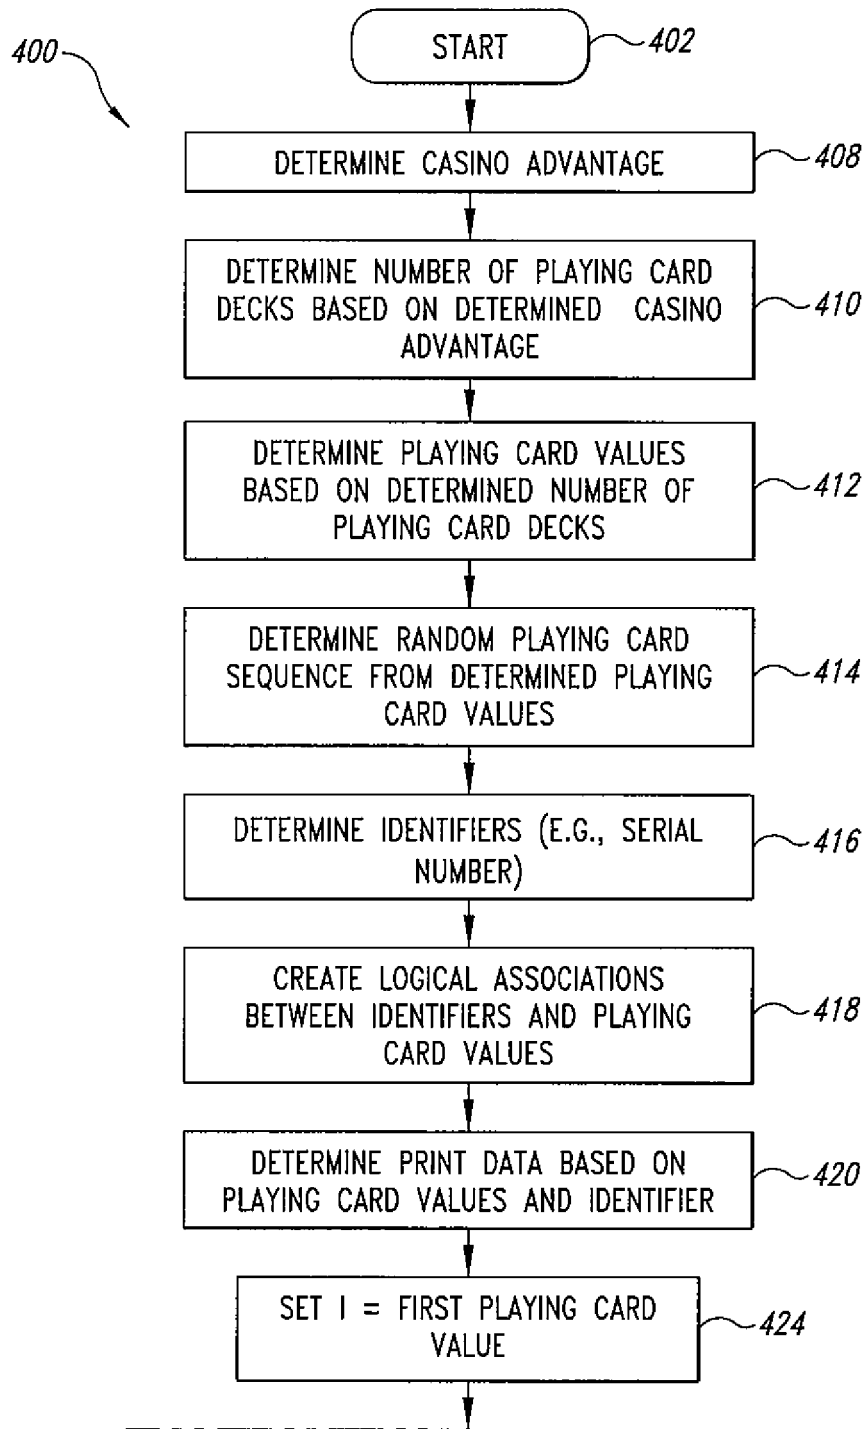 400
START
402
DETERMINE CASINO ADVANTAGE
408
DETERMINE NUMBER OF PLAYING CARD
DECKS BASED ON DETERMINED CASINO
ADVANTAGE
410
DETERMINE PLAYING CARD VALUES
BASED ON DETERMINED NUMBER OF
PLAYING CARD DECKS
412
DETERMINE RANDOM PLAYING CARD
SEQUENCE FROM DETERMINED PLAYING
CARD VALUES
414
DETERMINE IDENTIFIERS (E.G., SERIAL
NUMBER)
416
CREATE LOGICAL ASSOCIATIONS
BETWEEN IDENTIFIERS AND PLAYING
CARD VALUES
418
DETERMINE PRINT DATA BASED ON
PLAYING CARD VALUES AND IDENTIFIER
420
SET I = FIRST PLAYING CARD
VALUE
424